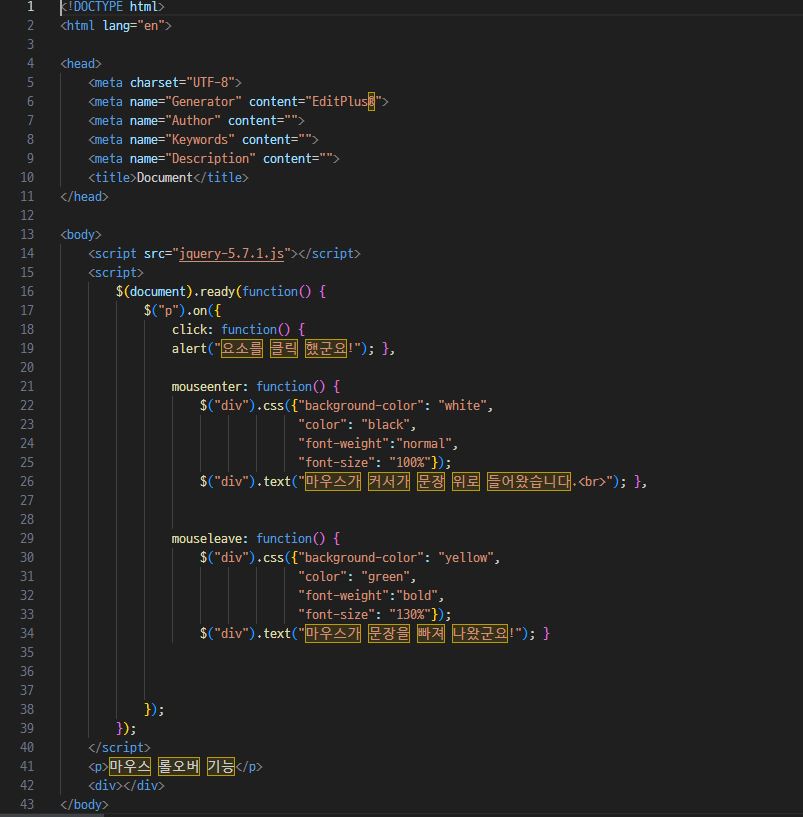 1 <!DOCTYPE html>
2 <html lang="en">
3
4 <head>
5 <meta charset="UTF-8">
6 <meta name="Generator" content="EditPlus®">
7 <meta name="Author" content="">
8 <meta name="Keywords" content="">
9 <meta name="Description" content="">
10 <title>Document</title>
11 </head>
12
13 <body>
14 <script src="jquery-5.7.1.js"></script>
15 <script>
16 $(document).ready(function() {
17 $("p").on({
18 click: function() {
19 alert("요소를 클릭 했군요!"); },
20
21 mouseenter: function() {
22 $("div").css({"background-color": "white",
23 "color": "black",
24 "font-weight":"normal",
25 "font-size": "100%"});
26 $("div").text("마우스가 커서가 문장 위로 들어왔습니다.<br>"); },
27
28
29 mouseleave: function() {
30 $("div").css({"background-color": "yellow",
31 "color": "green",
32 "font-weight":"bold",
33 "font-size": "130%"});
34 $("div").text("마우스가 문장을 빠져 나왔군요!"); }
35
36
37
38 });
39 });
40 </script>
41 <p>마우스 롤오버 기능</p>
42 <div></div>
43 </body>